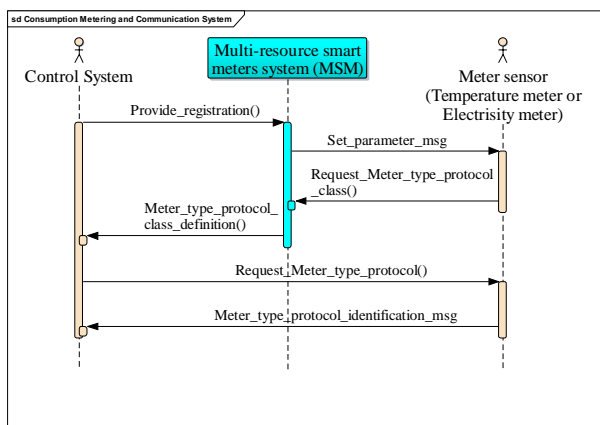 sd Consumption Metering and Communication System
Control System
Multi-resource smart
meters system (MSM)
Meter sensor
(Temperature meter or
Electrisity meter)
Provide_registration()
Set_parameter_msg
Request_Meter_type_protocol
_class()
Meter_type_protocol_
class_definition()
Request_Meter_type_protocol()
Meter_type_protocol_identification_msg